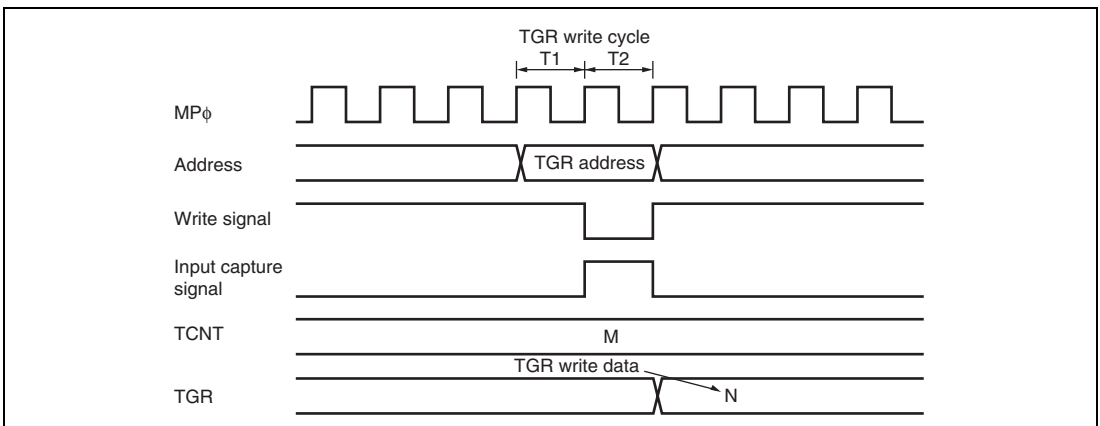 TGR write cycle
T1 T2
MPϕ
Address
TGR address
Write signal
Input capture
signal
TCNT
M
TGR write data
TGR
N